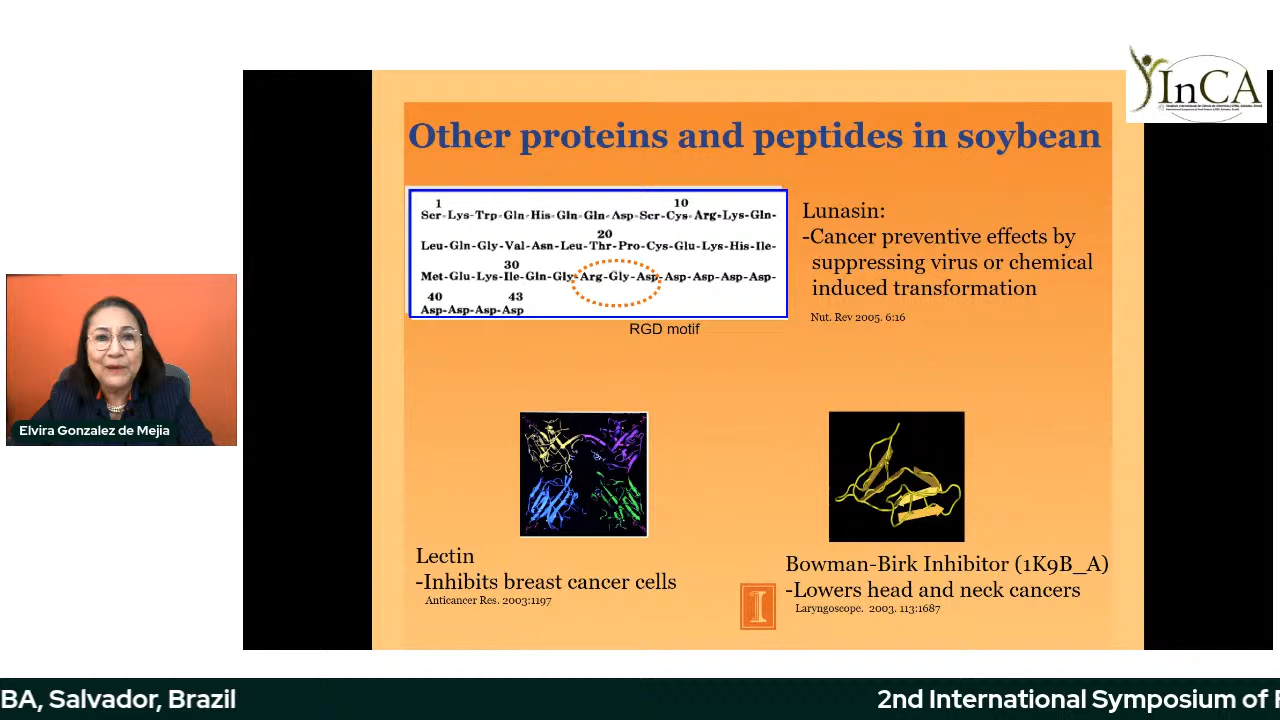 InCA
Other proteins and peptides in soybean
1
10
Ser-Lys-Trp-Gln-His-Gln-Gln-Asp-Ser-Cys-Arg-Lys-Gln-
20
Leu-Gln-Gly-Val-Asn-Leu-Thr-Pro-Cys-Glu-Lys-His-Ile-
30
Met-Glu-Lys-Ile-Gln-Gly-Arg-Gly-Asp-Asp-Asp-Asp-Asp-
40
43
Asp-Asp-Asp-Asp
RGD motif
Lunasin:
-Cancer preventive effects by
suppressing virus or chemical
induced transformation
Nut. Rev 2005. 6:16
Elvira Gonzalez de Mejia
Lectin
-Inhibits breast cancer cells
Anticancer Res. 2003:1197
Bowman-Birk Inhibitor (1K9B_A)
-Lowers head and neck cancers
Laryngoscope. 2003. 113:1687
I
BA, Salvador, Brazil
2nd International Symposium of